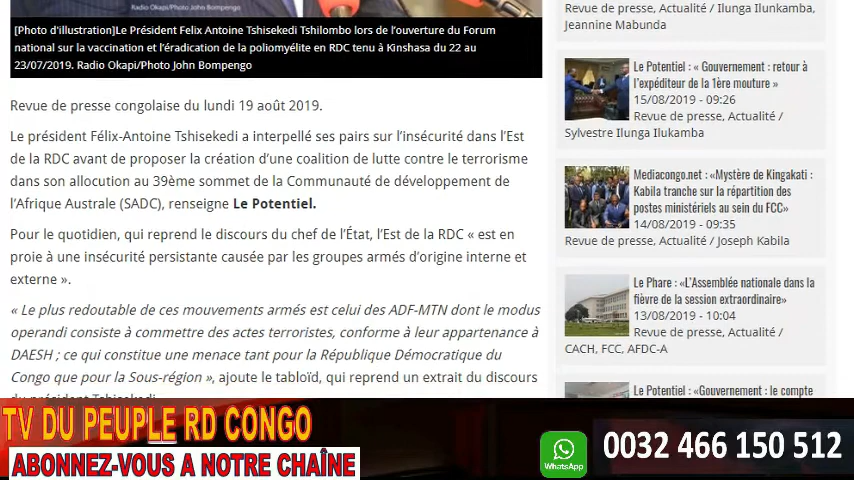 Radio Okapi/Photo John Bompengo
[Photo d'illustration]Le Président Felix Antoine Tshisekedi Tshilombo lors de l'ouverture du Forum
national sur la vaccination et l'éradication de la poliomyélite en RDC tenu à Kinshasa du 22 au
23/07/2019. Radio Okapi/Photo John Bompengo
Revue de presse congolaise du lundi 19 août 2019.
Le président Félix-Antoine Tshisekedi a interpellé ses pairs sur l'insécurité dans l'Est
de la RDC avant de proposer la création d'une coalition de lutte contre le terrorisme
dans son allocution au 39ème sommet de la Communauté de développement de
l'Afrique Australe (SADC), renseigne Le Potentiel.
Pour le quotidien, qui reprend le discours du chef de l'État, l'Est de la RDC « est en
proie à une insécurité persistante causée par les groupes armés d'origine interne et
externe ».
« Le plus redoutable de ces mouvements armés est celui des ADF-MTN dont le modus
operandi consiste à commettre des actes terroristes, conforme à leur appartenance à
DAESH ; ce qui constitue une menace tant pour la République Démocratique du
Congo que pour la Sous-région », ajoute le tabloïd, qui reprend un extrait du discours
du président Tshisekedi.
Revue de presse, Actualité / Ilunga Ilunkamba,
Jeannine Mabunda
Le Potentiel : « Gouvernement : retour à
l'expéditeur de la 1ère mouture »
15/08/2019 - 09:26
Revue de presse, Actualité /
Sylvestre Ilunga Ilukamba
Mediacongo.net : «Mystère de Kingakati :
Kabila tranche sur la répartition des
postes ministériels au sein du FCC»
14/08/2019 - 09:35
Revue de presse, Actualité / Joseph Kabila
Le Phare : «L'Assemblée nationale dans la
fièvre de la session extraordinaire»
13/08/2019 - 10:04
Revue de presse, Actualité /
CACH, FCC, AFDC-A
Le Potentiel : «Gouvernement : le compte
TV DU PEUPLE RD CONGO
ABONNEZ-VOUS A NOTRE CHAÎNE
WhatsApp
0032 466 150 512